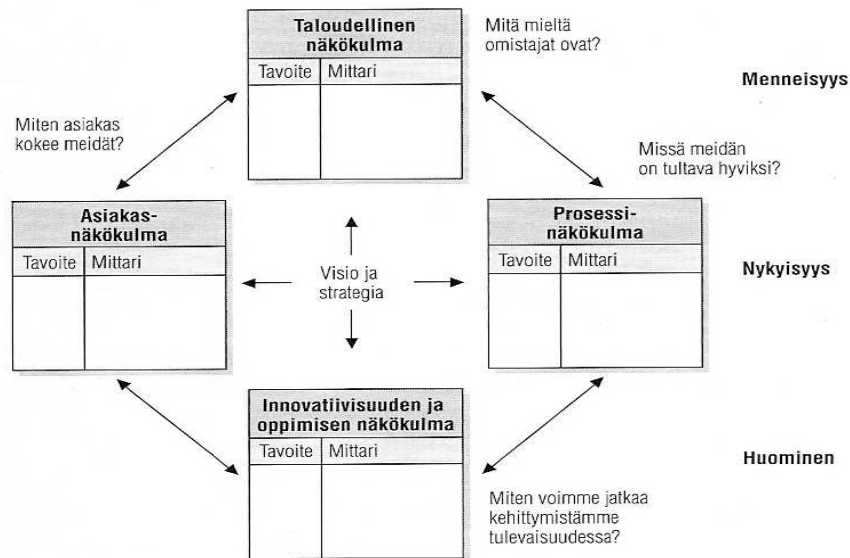 Taloudellinen
näkökulma
Tavoite Mittari
Mitä mieltä
omistajat ovat?
Menneisyys
Miten asiakas
kokee meidät?
Missä meidän
on tultava hyviksi?
Asiakas-
näkökulma
Tavoite Mittari
Visio ja
strategia
Prosessi-
näkökulma
Tavoite Mittari
Nykyisyys
Innovatiivisuuden ja
oppimisen näkökulma
Tavoite Mittari
Huominen
Miten voimme jatkaa
kehittymistämme
tulevaisuudessa?